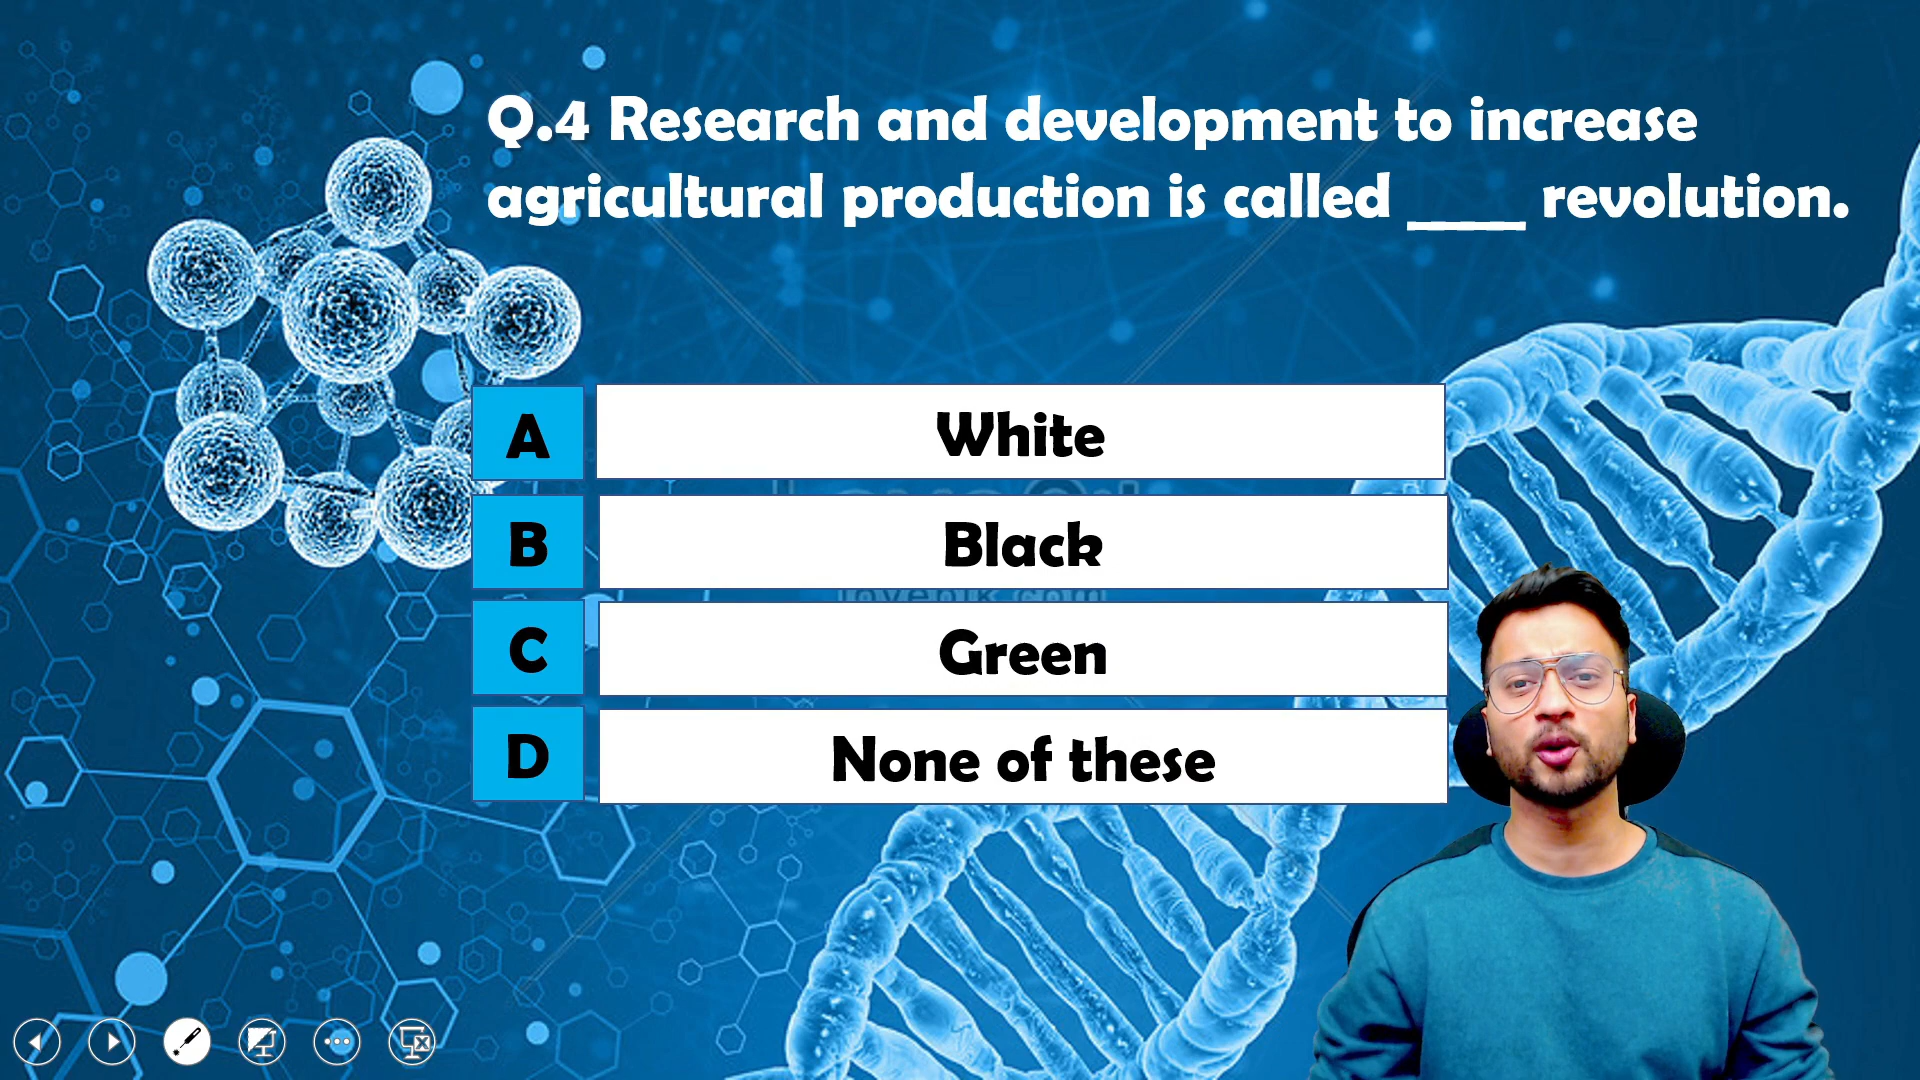 Q.4 Research and development to increase
agricultural production is called ____ revolution.
A White
B Black
C Green
D None of these